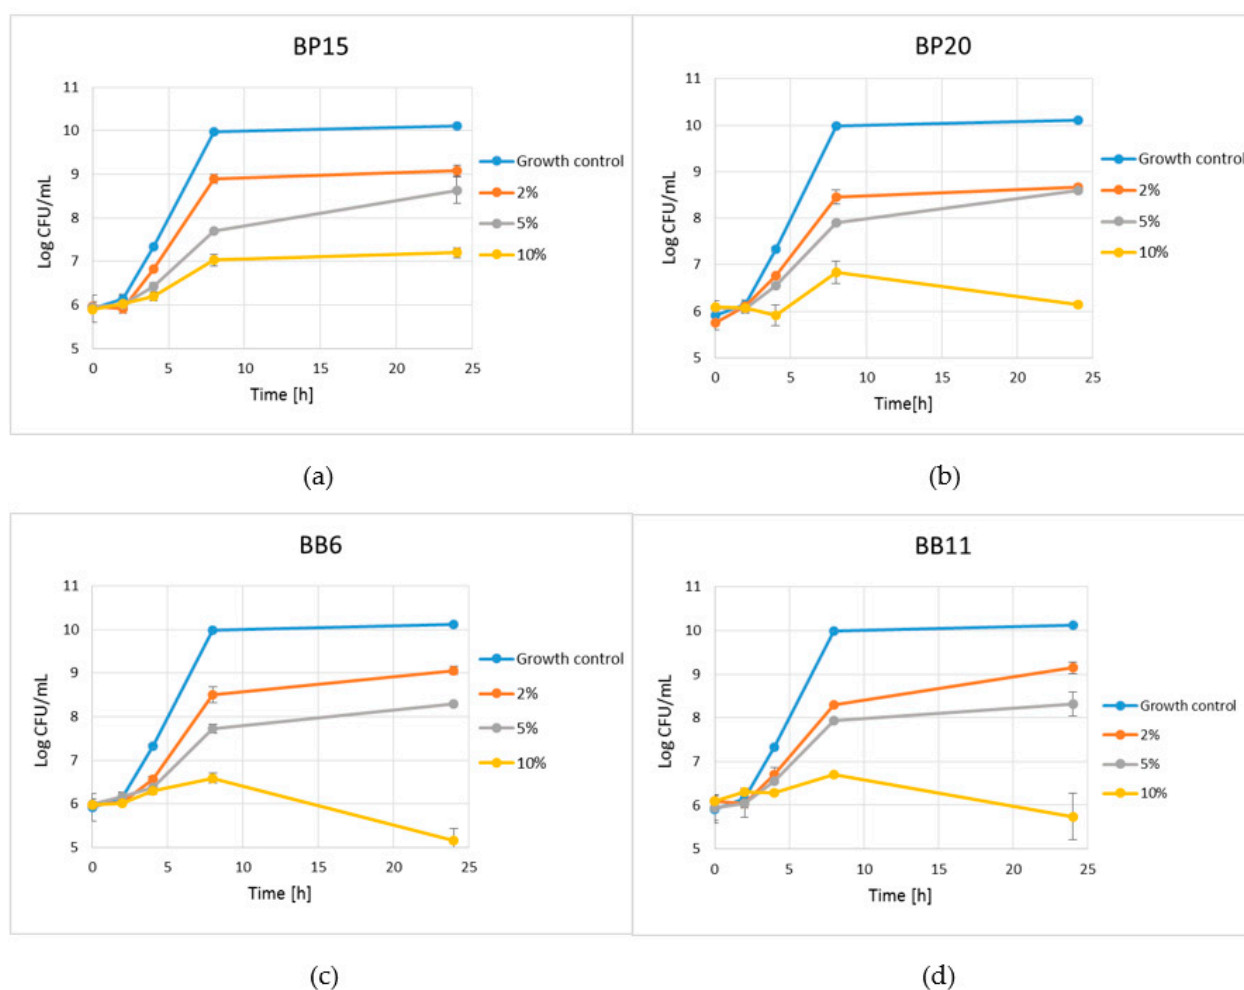 BP15
11
10
9
8
7
6
5
Log CFU/mL
0 5 10 15 20 25
Time [h]
Growth control
2%
5%
10%
(a)
BP20
11
10
9
8
7
6
5
Log CFU/mL
0 5 10 15 20 25
Time[h]
Growth control
2%
5%
10%
(b)
BB6
11
10
9
8
7
6
5
Log CFU/mL
0 5 10 15 20 25
Time [h]
Growth control
2%
5%
10%
(c)
BB11
11
10
9
8
7
6
5
Log CFU/mL
0 5 10 15 20 25
Time [h]
Growth control
2%
5%
10%
(d)